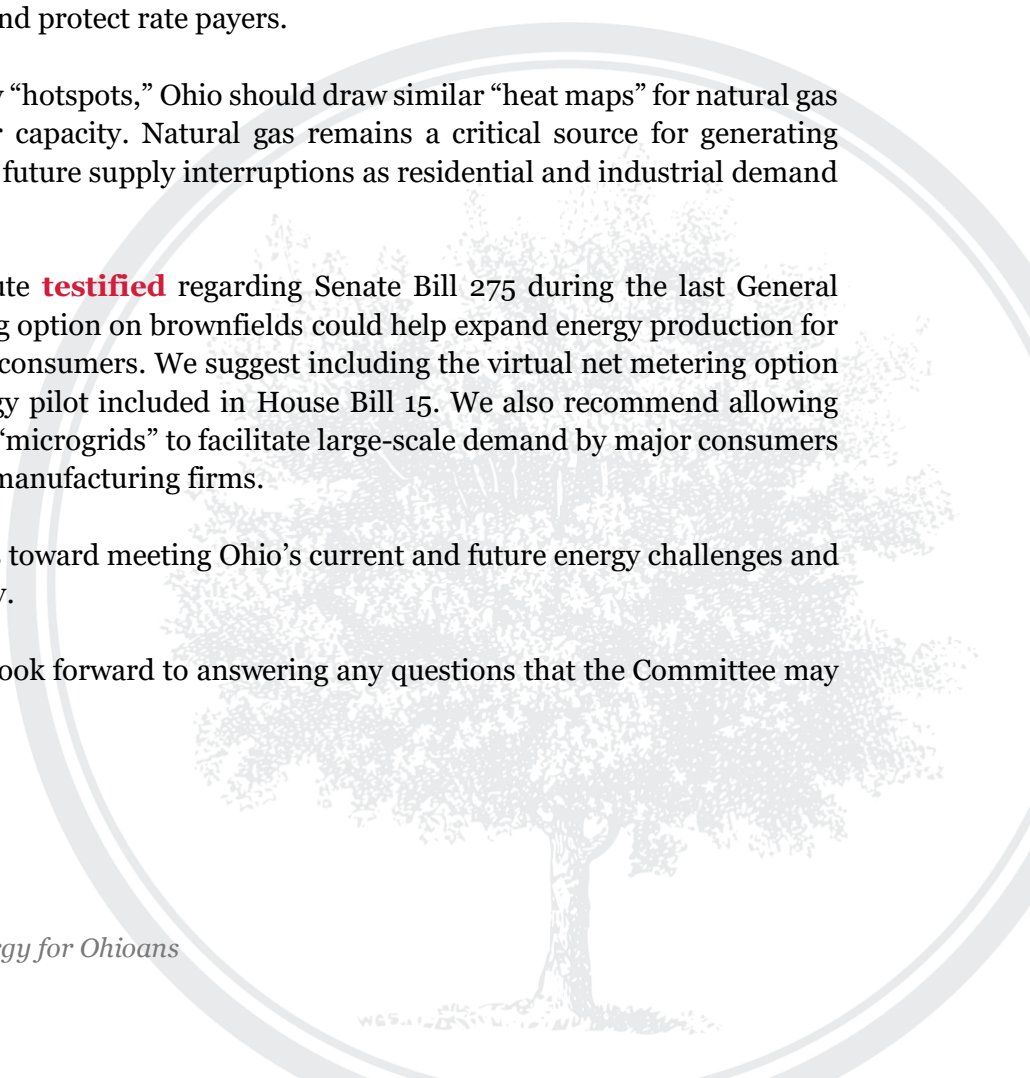 nd protect rate payers.
“hotspots,” Ohio should draw similar “heat maps” for natural gas
capacity. Natural gas remains a critical source for generating
future supply interruptions as residential and industrial demand
ute testified regarding Senate Bill 275 during the last General
g option on brownfields could help expand energy production for
consumers. We suggest including the virtual net metering option
gy pilot included in House Bill 15. We also recommend allowing
“microgrids” to facilitate large-scale demand by major consumers
manufacturing firms.
toward meeting Ohio’s current and future energy challenges and
y.
ook forward to answering any questions that the Committee may
rgy for Ohioans